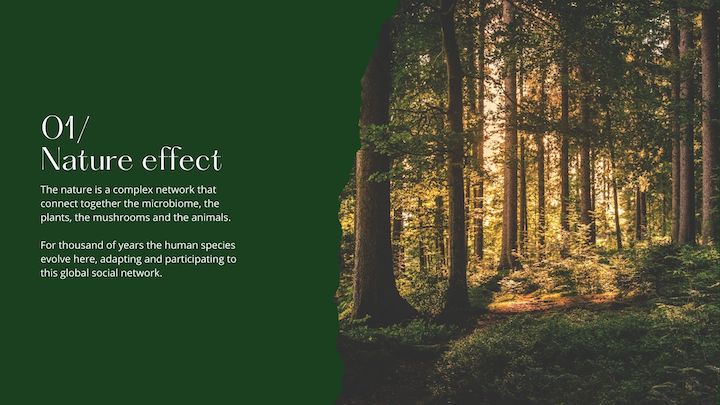 01/
Nature effect
The nature is a complex network that
connect together the microbiome, the
plants, the mushrooms and the animals.
For thousand of years the human species
evolve here, adapting and participating to
this global social network.